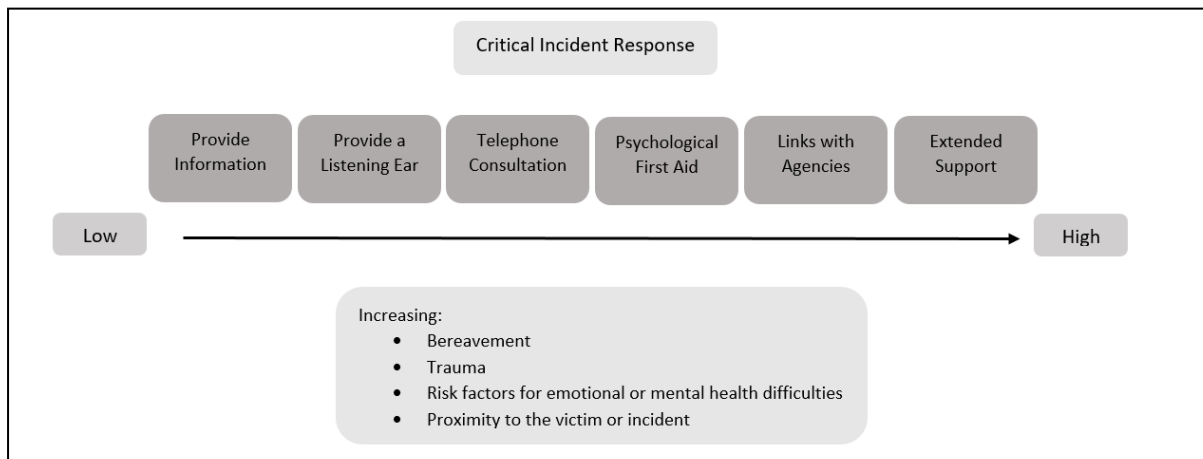 Critical Incident Response
Provide
Information
Provide a
Listening Ear
Telephone
Consultation
Psychological
First Aid
Links with
Agencies
Extended
Support
Low
High
Increasing:
• Bereavement
• Trauma
• Risk factors for emotional or mental health difficulties
• Proximity to the victim or incident